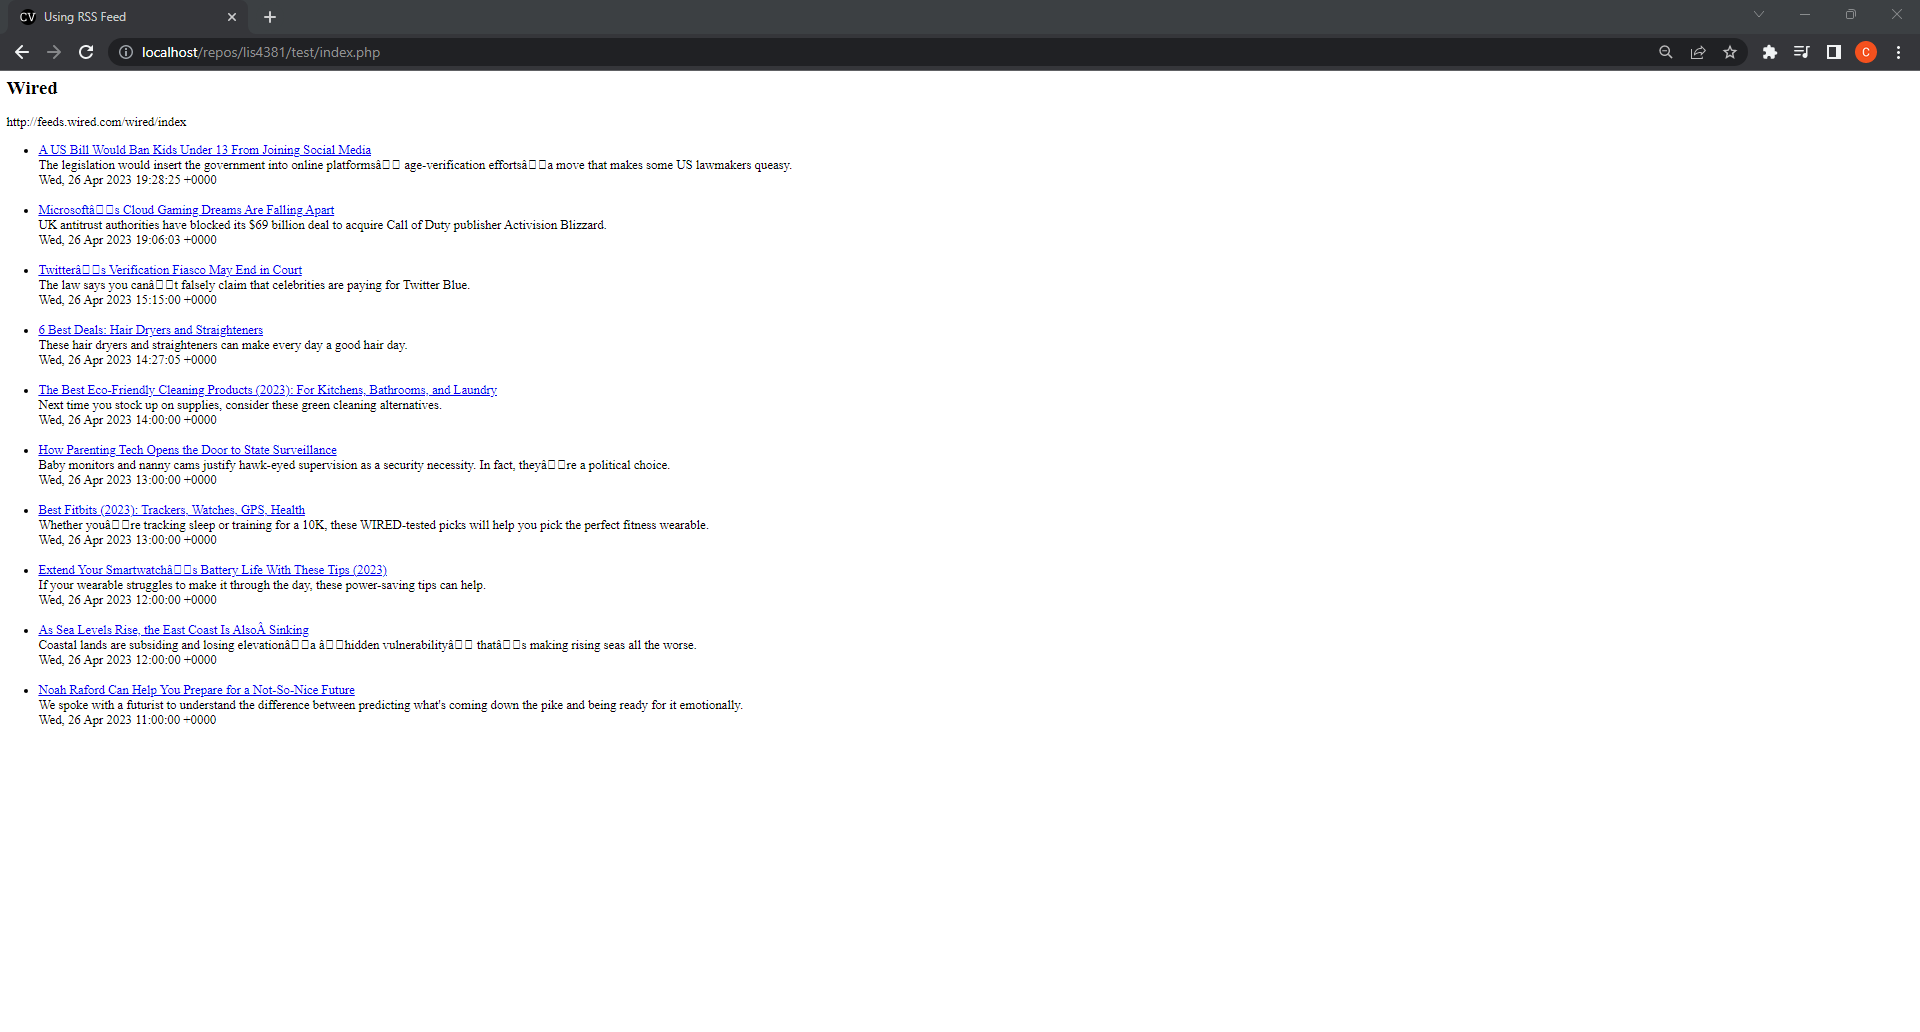 CV Using RSS Feed
localhost/repos/lis4381/test/index.php
C
Wired
http://feeds.wired.com/wired/index
A US Bill Would Ban Kids Under 13 From Joining Social Media
The legislation would insert the government into online platformsâ□□ age-verification effortsâ□□a move that makes some US lawmakers queasy.
Wed, 26 Apr 2023 19:28:25 +0000
Microsoftâ□□s Cloud Gaming Dreams Are Falling Apart
UK antitrust authorities have blocked its $69 billion deal to acquire Call of Duty publisher Activision Blizzard.
Wed, 26 Apr 2023 19:06:03 +0000
Twitterâ□□s Verification Fiasco May End in Court
The law says you canâ□□t falsely claim that celebrities are paying for Twitter Blue.
Wed, 26 Apr 2023 15:15:00 +0000
6 Best Deals: Hair Dryers and Straighteners
These hair dryers and straighteners can make every day a good hair day.
Wed, 26 Apr 2023 14:27:05 +0000
The Best Eco-Friendly Cleaning Products (2023): For Kitchens, Bathrooms, and Laundry
Next time you stock up on supplies, consider these green cleaning alternatives.
Wed, 26 Apr 2023 14:00:00 +0000
How Parenting Tech Opens the Door to State Surveillance
Baby monitors and nanny cams justify hawk-eyed supervision as a security necessity. In fact, theyâ□□re a political choice.
Wed, 26 Apr 2023 13:00:00 +0000
Best Fitbits (2023): Trackers, Watches, GPS, Health
Whether youâ□□re tracking sleep or training for a 10K, these WIRED-tested picks will help you pick the perfect fitness wearable.
Wed, 26 Apr 2023 13:00:00 +0000
Extend Your Smartwatchâ□□s Battery Life With These Tips (2023)
If your wearable struggles to make it through the day, these power-saving tips can help.
Wed, 26 Apr 2023 12:00:00 +0000
As Sea Levels Rise, the East Coast Is AlsoÂ Sinking
Coastal lands are subsiding and losing elevationâ□□a â□□hidden vulnerabilityâ□□ thatâ□□s making rising seas all the worse.
Wed, 26 Apr 2023 12:00:00 +0000
Noah Raford Can Help You Prepare for a Not-So-Nice Future
We spoke with a futurist to understand the difference between predicting what's coming down the pike and being ready for it emotionally.
Wed, 26 Apr 2023 11:00:00 +0000